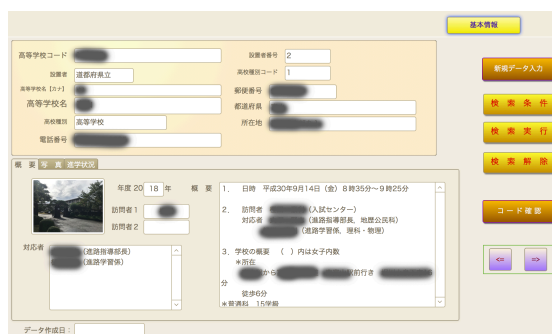 基本情報
高等学校コード
設置者番号 2
設置者 道都府県立
高校種別コード 1
高等学校名【カナ】
郵便番号
高等学校名
都道府県
高校種別 高等学校
所在地
電話番号
新規データ入力
検 索 条 件
検 索 実 行
検 索 解 除
コード確認
<= =>
概 要 写 真 進学状況
年度 20 18 年 概 要
訪問者1
訪問者2
対応者
(進路指導部長)
(進路学習係)
1. 日時 平成30年9月14日(金)8時35分~9時25分
2. 訪問者 (入試センター)
対応者 (進路指導部長、地歴公民科)
(進路学習係、理科・物理)
3. 学校の概要 ( )内は女子内数
*所在
から 駅前行き
分
徒歩6分
*普通科 15学級
データ作成日: